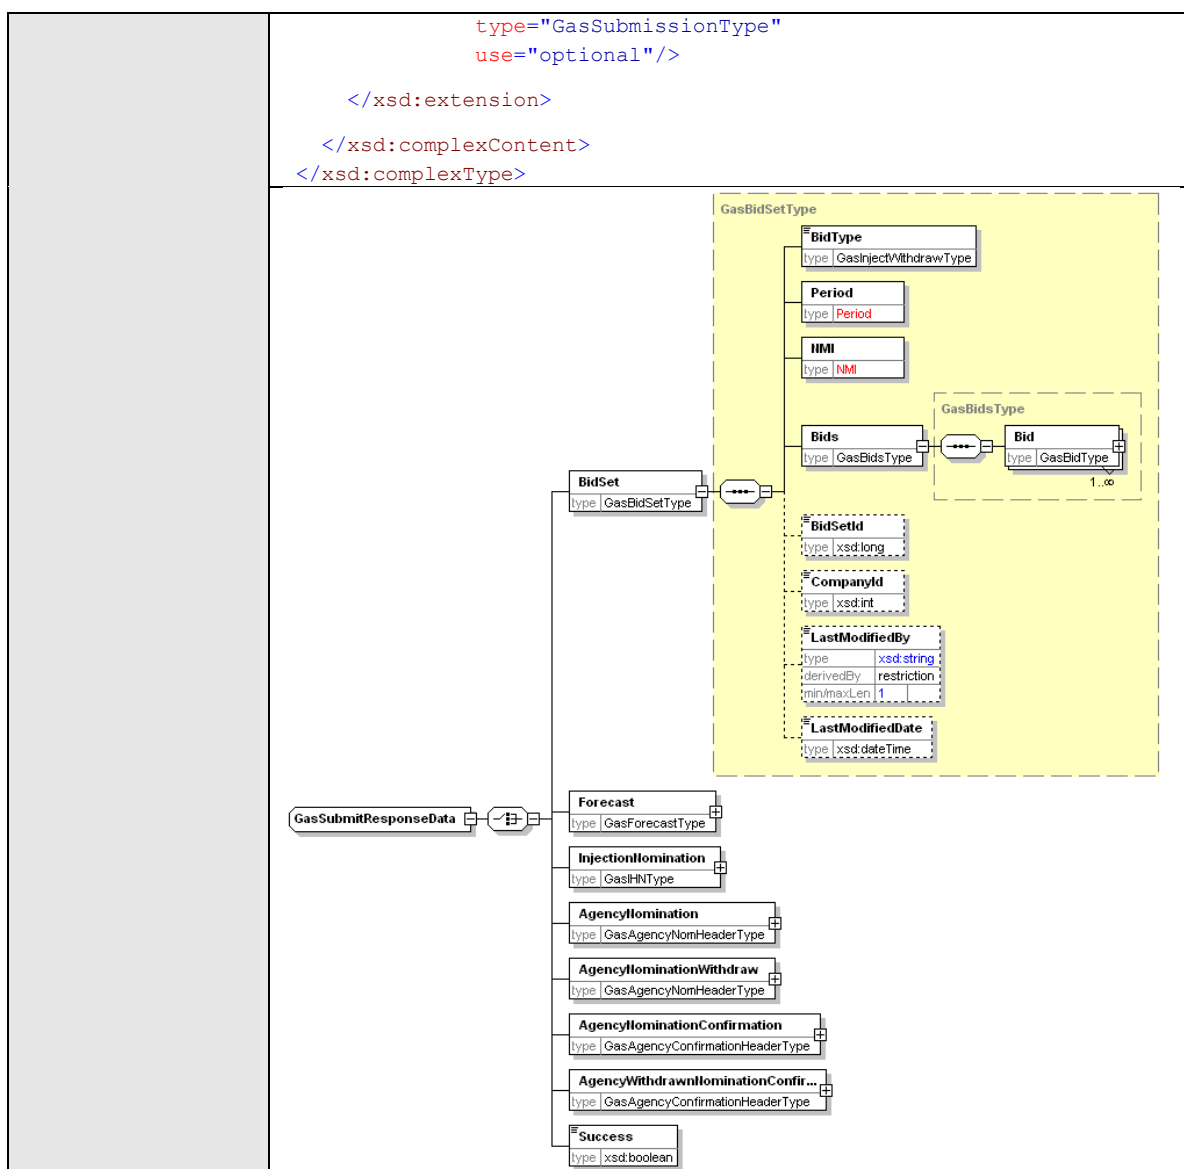 type="GasSubmissionType"
use="optional"/>
</xsd:extension>
</xsd:complexContent>
</xsd:complexType>
GasBidSetType
BidType
type GasInjectWithdrawType
Period
type Period
NMI
type NMI
GasBidsType
Bids
type GasBidsType
Bid
type GasBidType
1..∞
BidSet
type GasBidSetType
BidSetId
type xsd:long
CompanyId
type xsd:int
LastModifiedBy
type xsd:string
derivedBy restriction
min/maxLen 1
LastModifiedDate
type xsd:dateTime
GasSubmitResponseData
Forecast
type GasForecastType
InjectionNomination
type GasIHNType
AgencyNomination
type GasAgencyNomHeaderType
AgencyNominationWithdraw
type GasAgencyNomHeaderType
AgencyNominationConfirmation
type GasAgencyConfirmationHeaderType
AgencyWithdrawnNominationConfir...
type GasAgencyConfirmationHeaderType
Success
type xsd:boolean